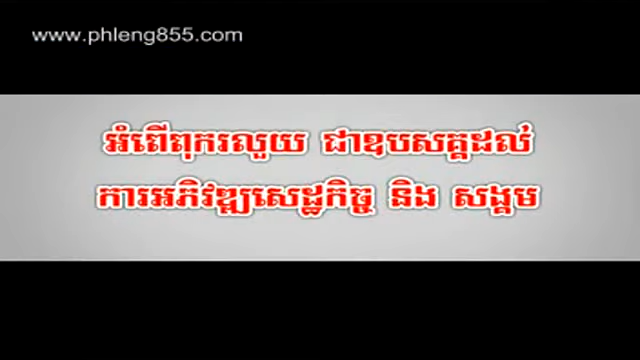 www.phleng855.com
អំពើពុករលួយ ជាឧបសគ្គដល់
ការអភិវឌ្ឍសេដ្ឋកិច្ច និង សង្គម